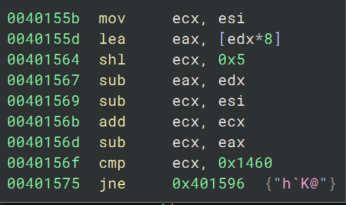 0040155b mov ecx, esi
0040155d lea eax, [edx*8]
00401564 shl ecx, 0x5
00401567 sub eax, edx
00401569 sub ecx, esi
0040156b add ecx, ecx
0040156d sub ecx, eax
0040156f cmp ecx, 0x1460
00401575 jne 0x401596 {"h`K@"}